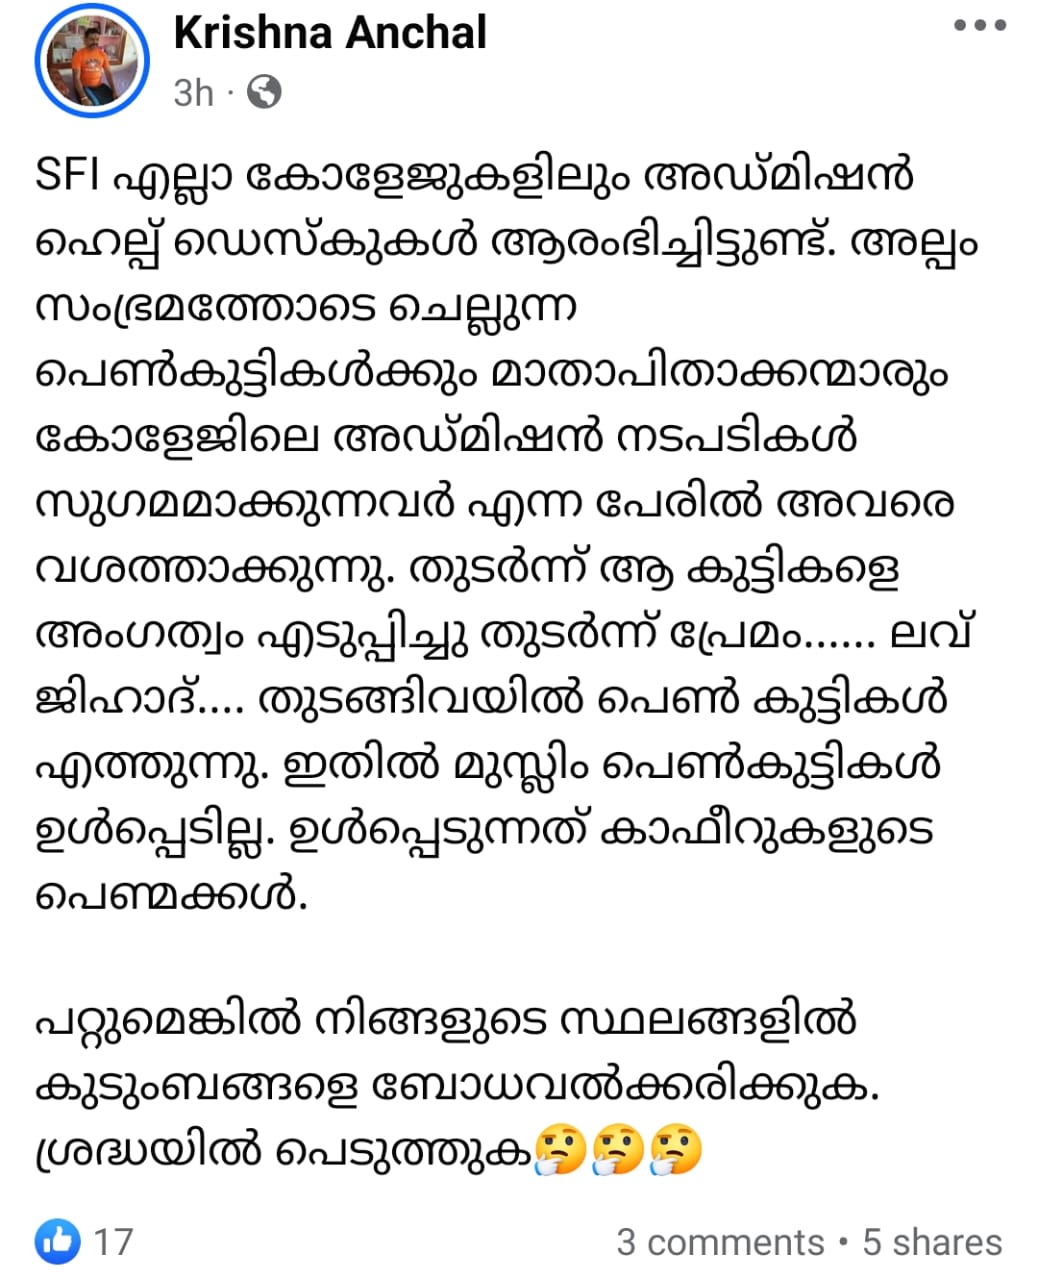 Krishna Anchal
3h ·
SFI എല്ലാ കോളേജുകളിലും അഡ്മിഷൻ
ഹെല്പ് ഡെസ്കുകൾ ആരംഭിച്ചിട്ടുണ്ട്. അല്പം
സംഭ്രമത്തോടെ ചെല്ലുന്ന
പെൺകുട്ടികൾക്കും മാതാപിതാക്കന്മാരും
കോളേജിലെ അഡ്മിഷൻ നടപടികൾ
സുഗമമാക്കുന്നവർ എന്ന പേരിൽ അവരെ
വശത്താക്കുന്നു. തുടർന്ന് ആ കുട്ടികളെ
അംഗത്വം എടുപ്പിച്ചു തുടർന്ന് പ്രേമം...... ലവ്
ജിഹാദ്.... തുടങ്ങിവയിൽ പെൺ കുട്ടികൾ
എത്തുന്നു. ഇതിൽ മുസ്ലിം പെൺകുട്ടികൾ
ഉൾപ്പെടില്ല. ഉൾപ്പെടുന്നത് കാഫീറുകളുടെ
പെണ്മക്കൾ.
പറ്റുമെങ്കിൽ നിങ്ങളുടെ സ്ഥലങ്ങളിൽ
കുടുംബങ്ങളെ ബോധവൽക്കരിക്കുക.
ശ്രദ്ധയിൽ പെടുത്തുക🤔🤔🤔
17 3 comments • 5 shares